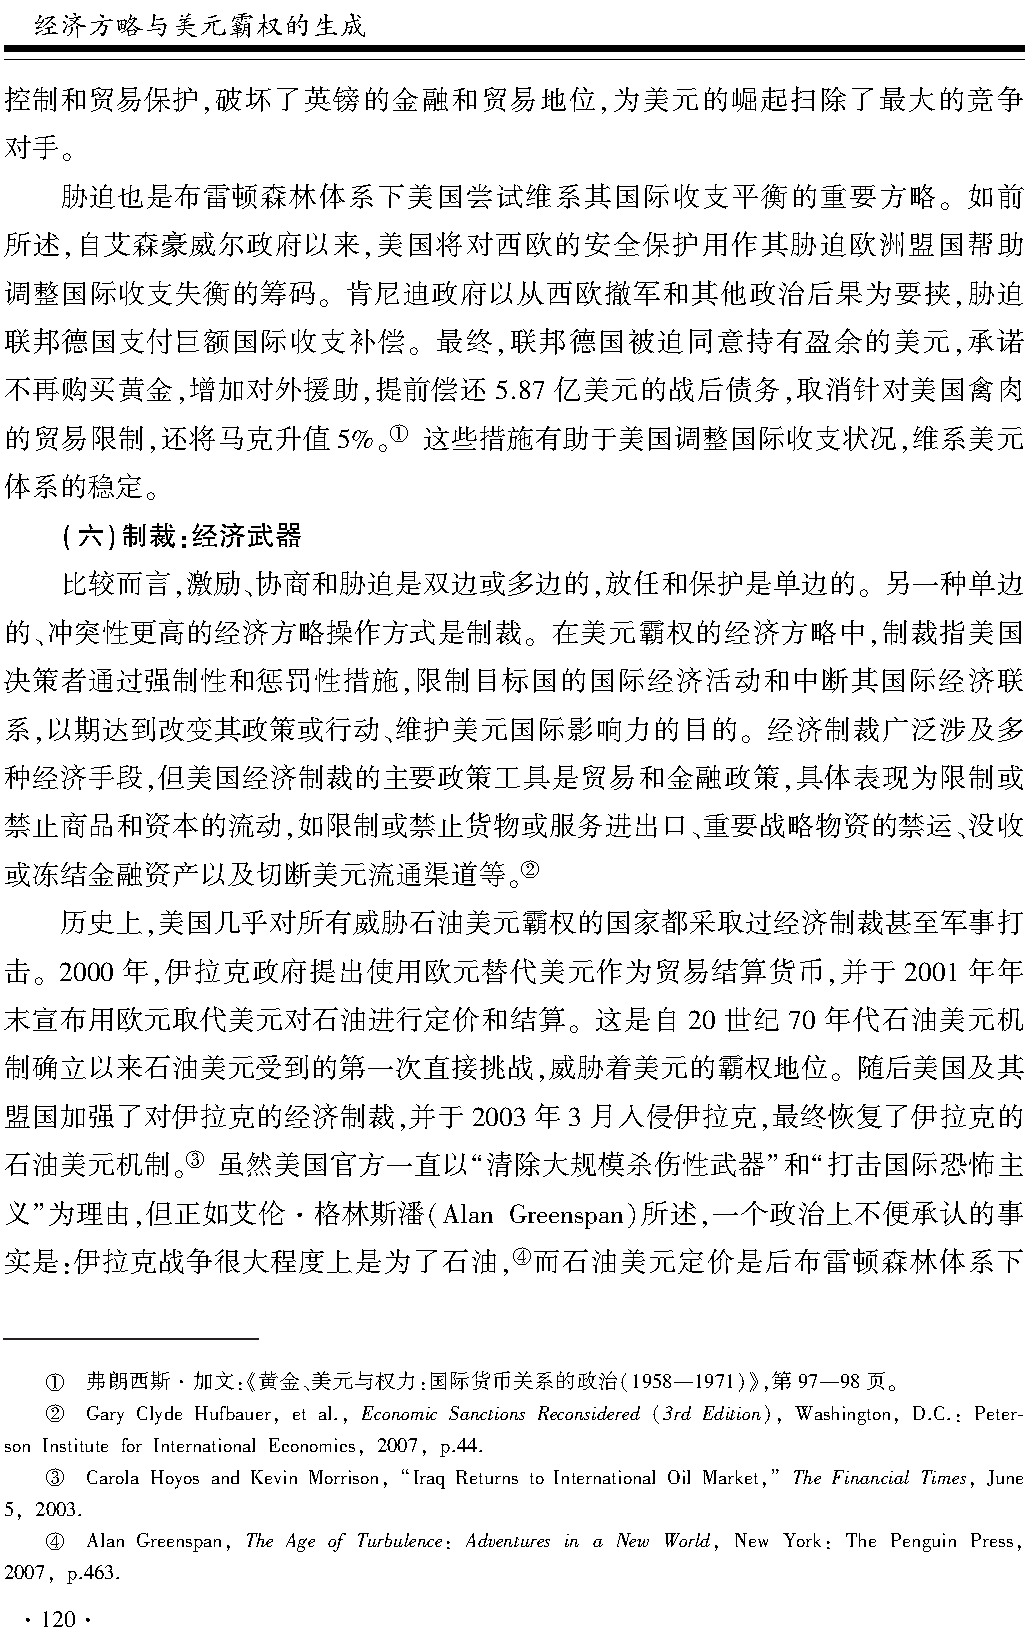 经济方略与美元霸权的生成
控制和贸易保护,破坏了英镑的金融和贸易地位,为美元的崛起扫除了最大的竞争
对手。
胁迫也是布雷顿森林体系下美国尝试维系其国际收支平衡的重要方略。如前
所述,自艾森豪威尔政府以来,美国将对西欧的安全保护用作其胁迫欧洲盟国帮助
调整国际收支失衡的筹码。肯尼迪政府以从西欧撤军和其他政治后果为要挟,胁迫
联邦德国支付巨额国际收支补偿。最终,联邦德国被迫同意持有盈余的美元,承诺
不再购买黄金,增加对外援助,提前偿还 5.87 亿美元的战后债务,取消针对美国禽肉
的贸易限制,还将马克升值 5%。① 这些措施有助于美国调整国际收支状况,维系美元
体系的稳定。
(六)制裁:经济武器
比较而言,激励、协商和胁迫是双边或多边的,放任和保护是单边的。另一种单边
的、冲突性更高的经济方略操作方式是制裁。在美元霸权的经济方略中,制裁指美国
决策者通过强制性和惩罚性措施,限制目标国的国际经济活动和中断其国际经济联
系,以期达到改变其政策或行动、维护美元国际影响力的目的。经济制裁广泛涉及多
种经济手段,但美国经济制裁的主要政策工具是贸易和金融政策,具体表现为限制或
禁止商品和资本的流动,如限制或禁止货物或服务进出口、重要战略物资的禁运、没收
或冻结金融资产以及切断美元流通渠道等。②
历史上,美国几乎对所有威胁石油美元霸权的国家都采取过经济制裁甚至军事打
击。2000 年,伊拉克政府提出使用欧元替代美元作为贸易结算货币,并于 2001 年年
末宣布用欧元取代美元对石油进行定价和结算。这是自 20 世纪 70 年代石油美元机
制确立以来石油美元受到的第一次直接挑战,威胁着美元的霸权地位。随后美国及其
盟国加强了对伊拉克的经济制裁,并于 2003 年 3 月入侵伊拉克,最终恢复了伊拉克的
石油美元机制。③ 虽然美国官方一直以“清除大规模杀伤性武器”和“打击国际恐怖主
义”为理由,但正如艾伦·格林斯潘(Alan Greenspan)所述,一个政治上不便承认的事
实是:伊拉克战争很大程度上是为了石油,④而石油美元定价是后布雷顿森林体系下
① 弗朗西斯·加文:《黄金、美元与权力:国际货币关系的政治(1958—1971)》,第 97—98 页。
② Gary Clyde Hufbauer, et al., Economic Sanctions Reconsidered (3rd Edition), Washington, D.C.: Peter-
son Institute for International Economics, 2007, p.44.
③ Carola Hoyos and Kevin Morrison, “Iraq Returns to International Oil Market,” The Financial Times, June
5, 2003.
④ Alan Greenspan, The Age of Turbulence: Adventures in a New World, New York: The Penguin Press,
2007, p.463.
·120·